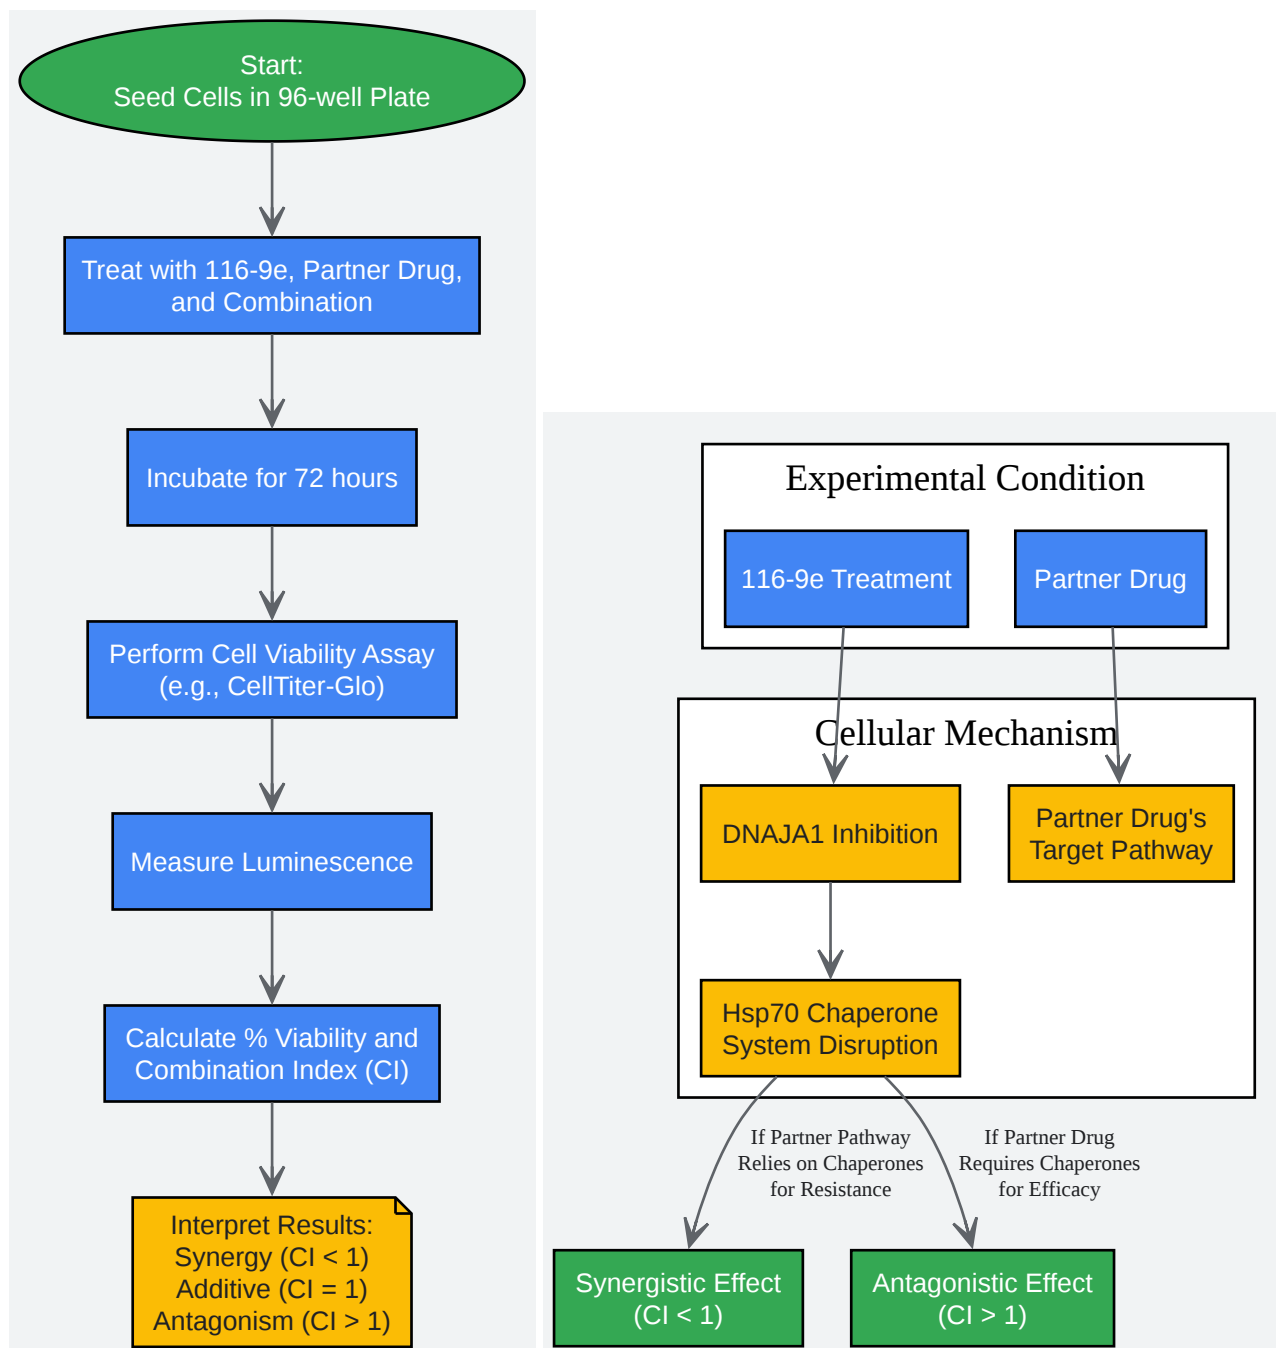 Start:
Seed Cells in 96-well Plate
Treat with 116-9e, Partner Drug,
and Combination
Incubate for 72 hours
Perform Cell Viability Assay
(e.g., CellTiter-Glo)
Measure Luminescence
Calculate % Viability and
Combination Index (CI)
Interpret Results:
Synergy (CI < 1)
Additive (CI = 1)
Antagonism (CI > 1)
Experimental Condition
116-9e Treatment
Partner Drug
Cellular Mechanism
DNAJA1 Inhibition
Partner Drug's
Target Pathway
Hsp70 Chaperone
System Disruption
If Partner Pathway
Relies on Chaperones
for Resistance
If Partner Drug
Requires Chaperones
for Efficacy
Synergistic Effect
(CI < 1)
Antagonistic Effect
(CI > 1)